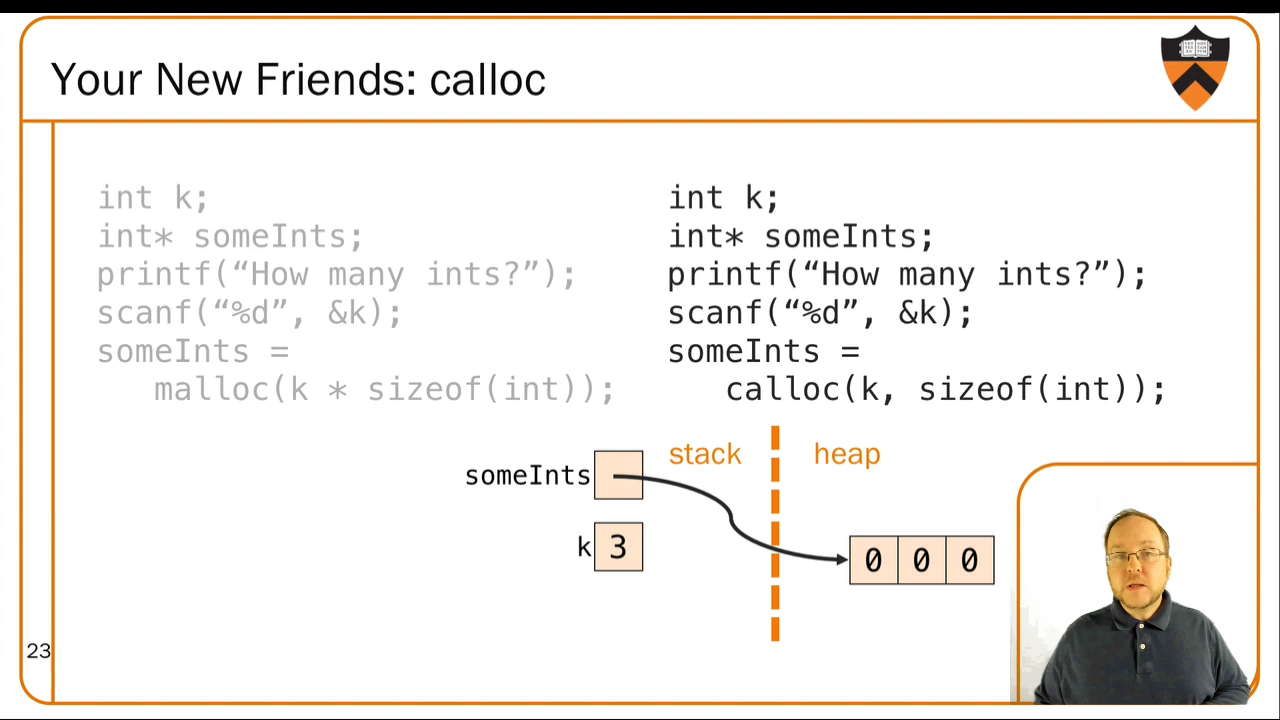 Your New Friends: calloc
int k;
int* someInts;
printf(“How many ints?”);
scanf(“%d”, &k);
someInts =
malloc(k * sizeof(int));
int k;
int* someInts;
printf(“How many ints?”);
scanf(“%d”, &k);
someInts =
calloc(k, sizeof(int));
stack
heap
someInts
k 3
0 0 0
23